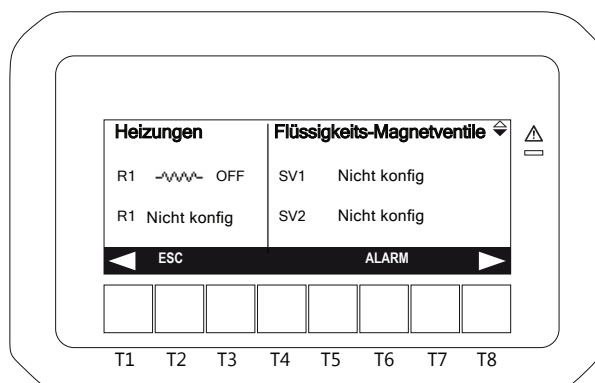 Heizungen Flüssigkeits-Magnetventile
R1 OFF SV1 Nicht konfig
R1 Nicht konfig SV2 Nicht konfig
ESC ALARM
T1 T2 T3 T4 T5 T6 T7 T8